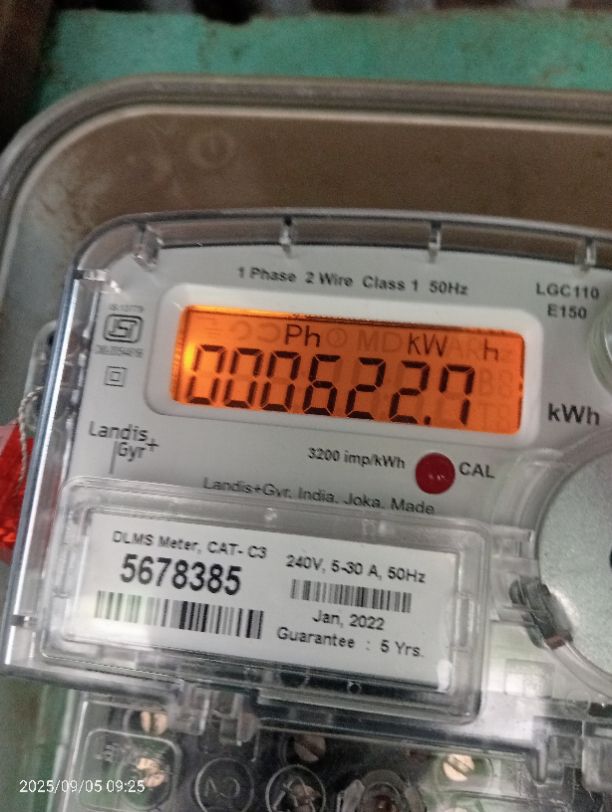 1 Phase 2 Wire Class 1 50Hz
LGC110
E150
Ph kW h
000622.7
kWh
Landis+
Gyr+
3200 imp/kWh
CAL
Landis+Gyr. India. Joka. Made
DLMS Meter, CAT- C3
5678385
240V, 5-30 A, 50Hz
Jan, 2022
Guarantee : 5 Yrs.
2025/09/05 09:25